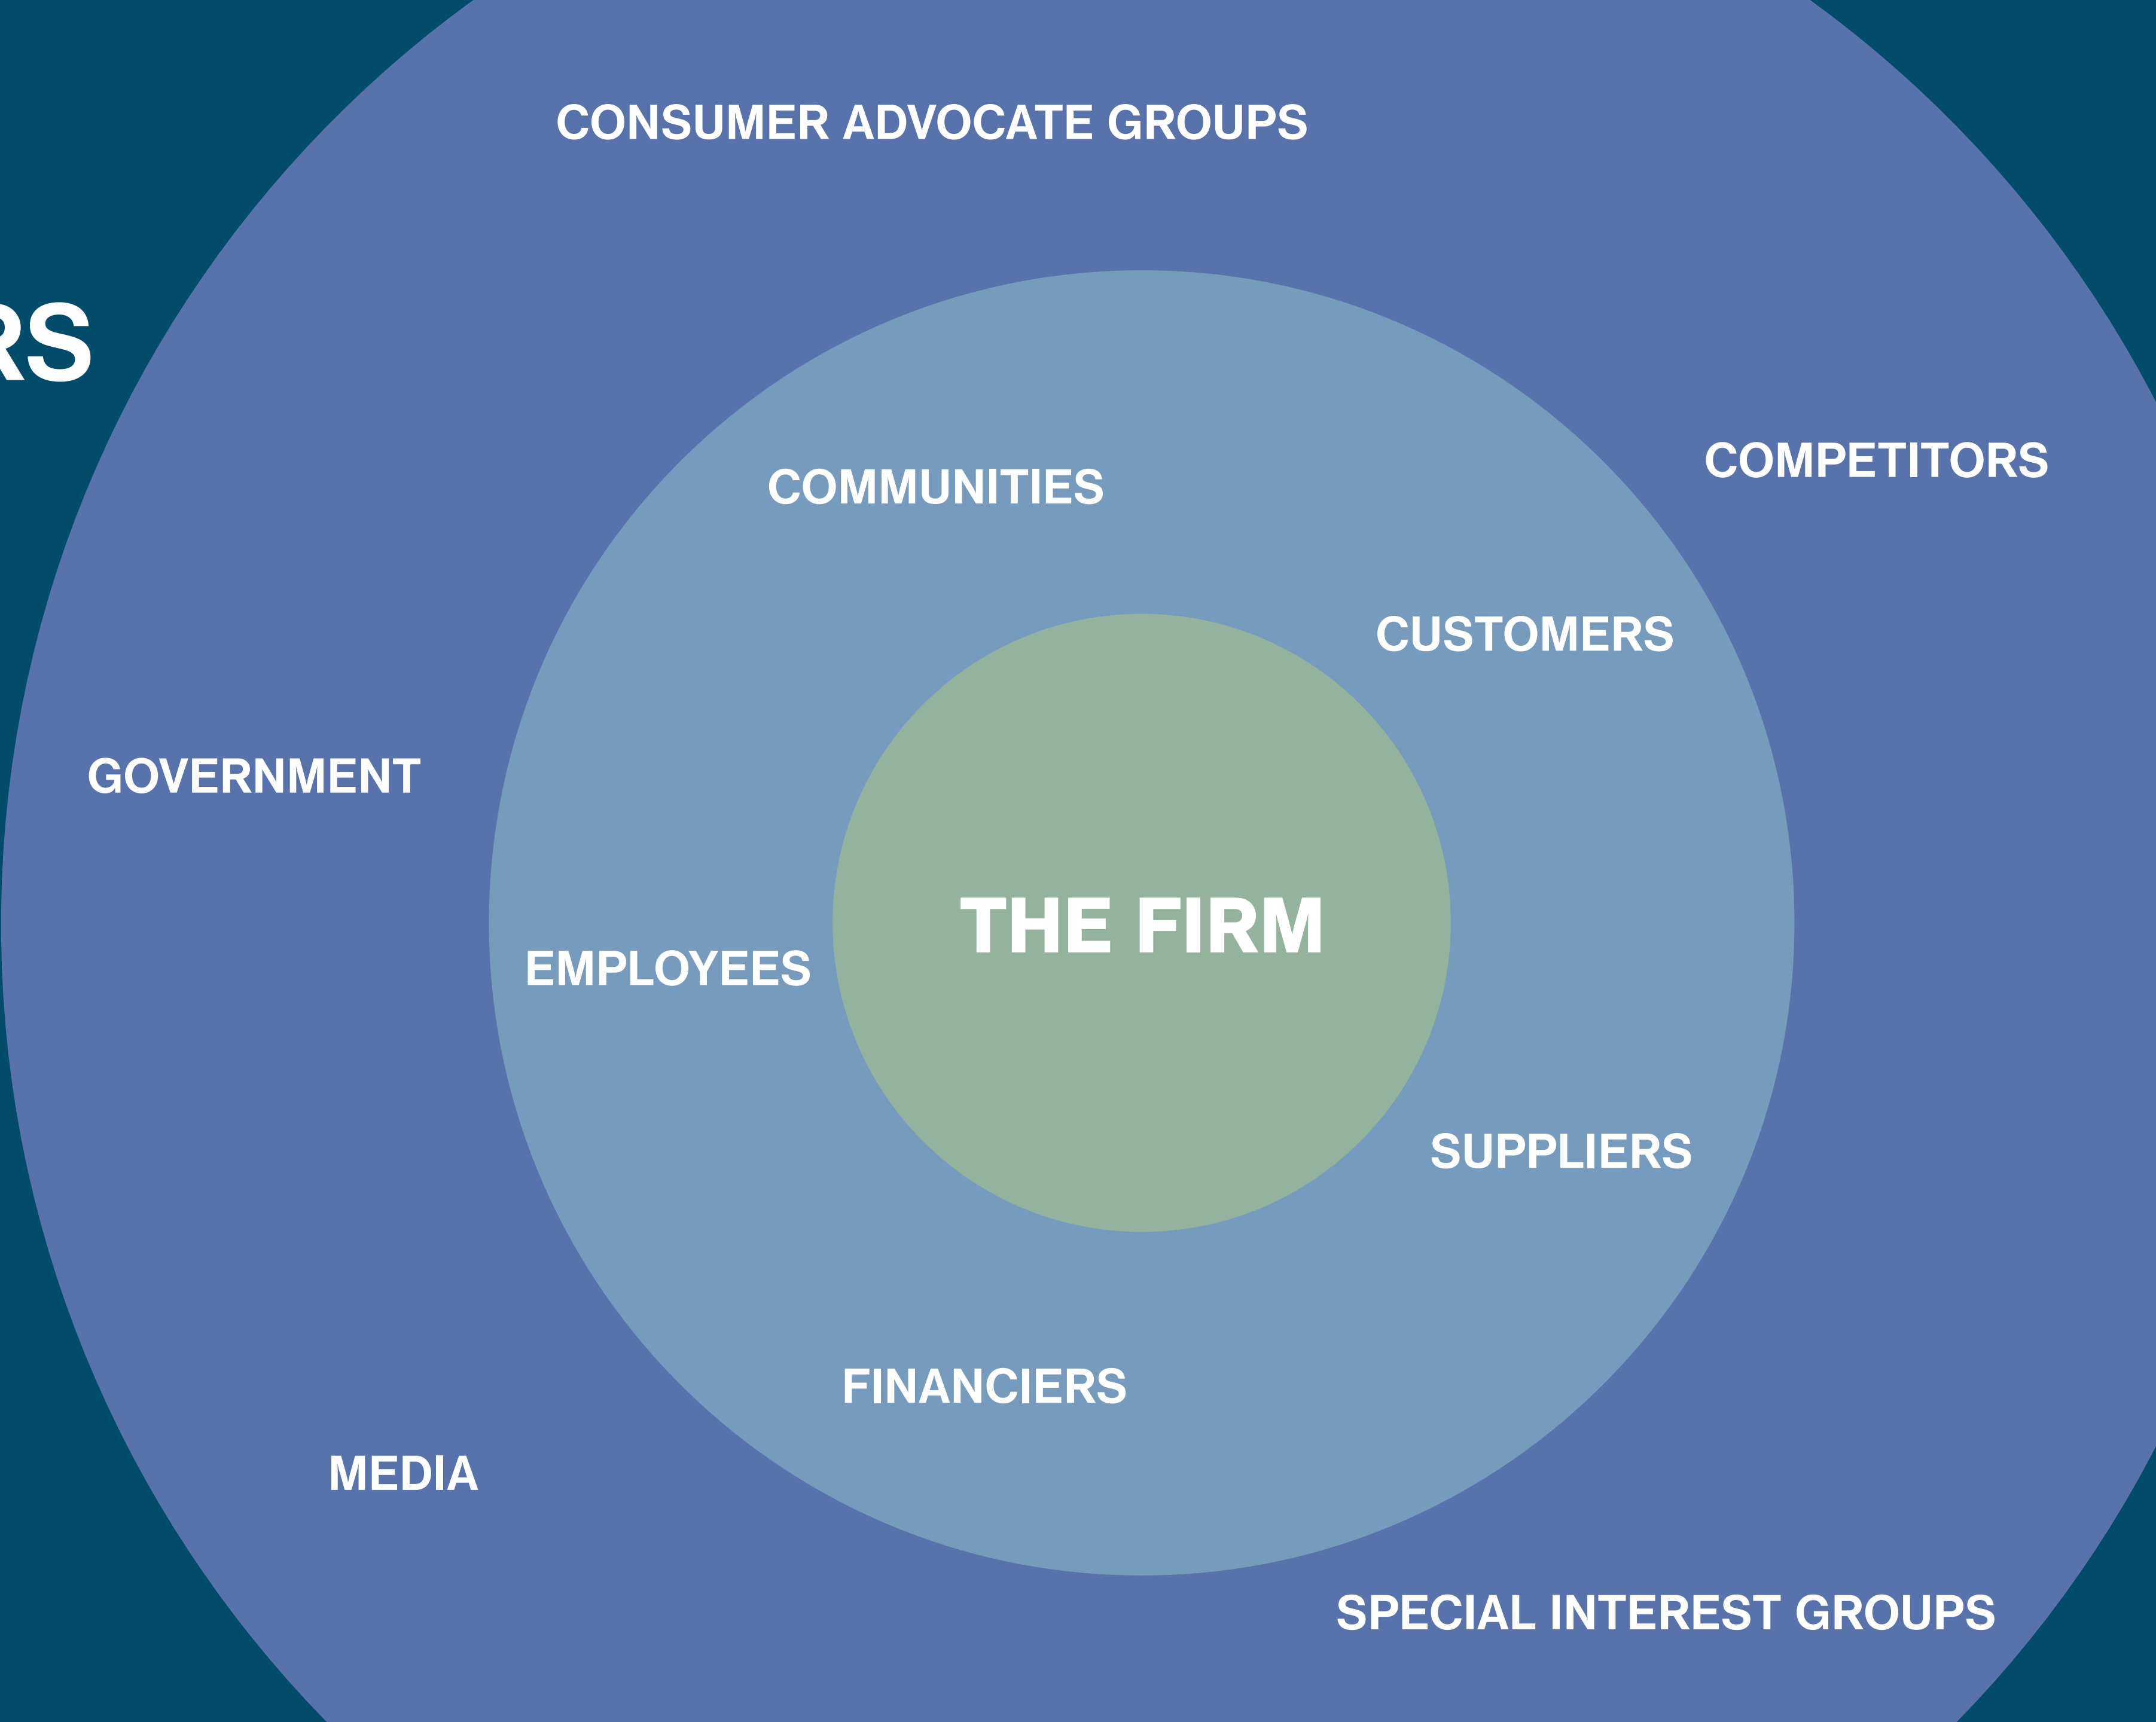 CONSUMER ADVOCATE GROUPS
RS
COMPETITORS
COMMUNITIES
CUSTOMERS
GOVERNMENT
THE FIRM
EMPLOYEES
SUPPLIERS
FINANCIERS
MEDIA
SPECIAL INTEREST GROUPS